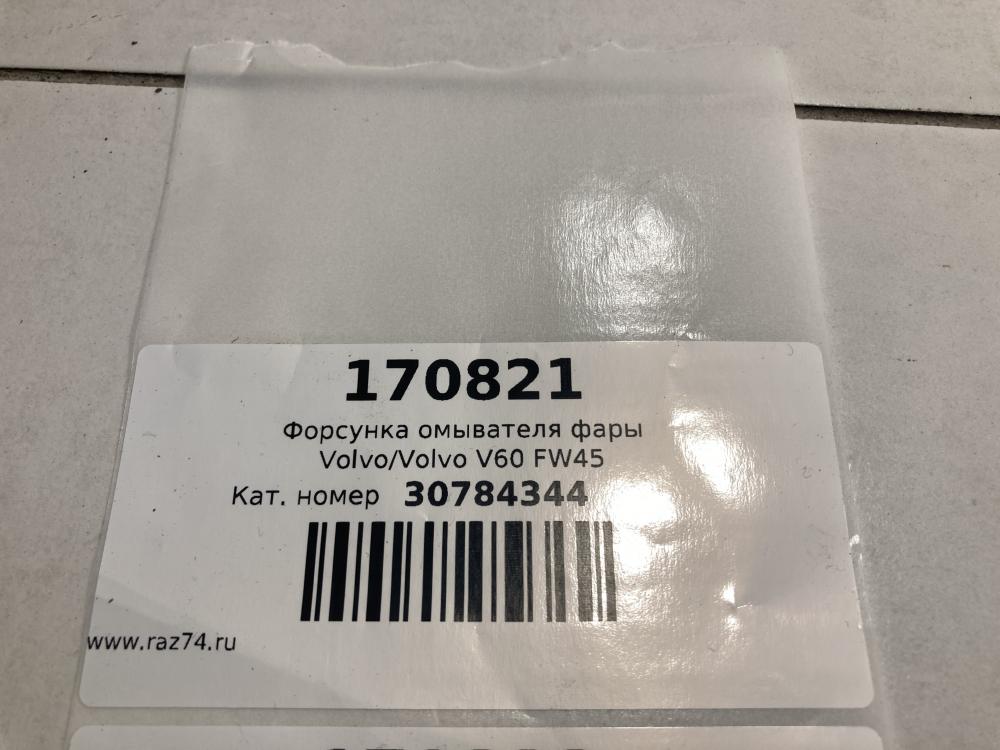 170821
Форсунка омывателя фары
Volvo/Volvo V60 FW45
Кат. номер 30784344
www.raz74.ru